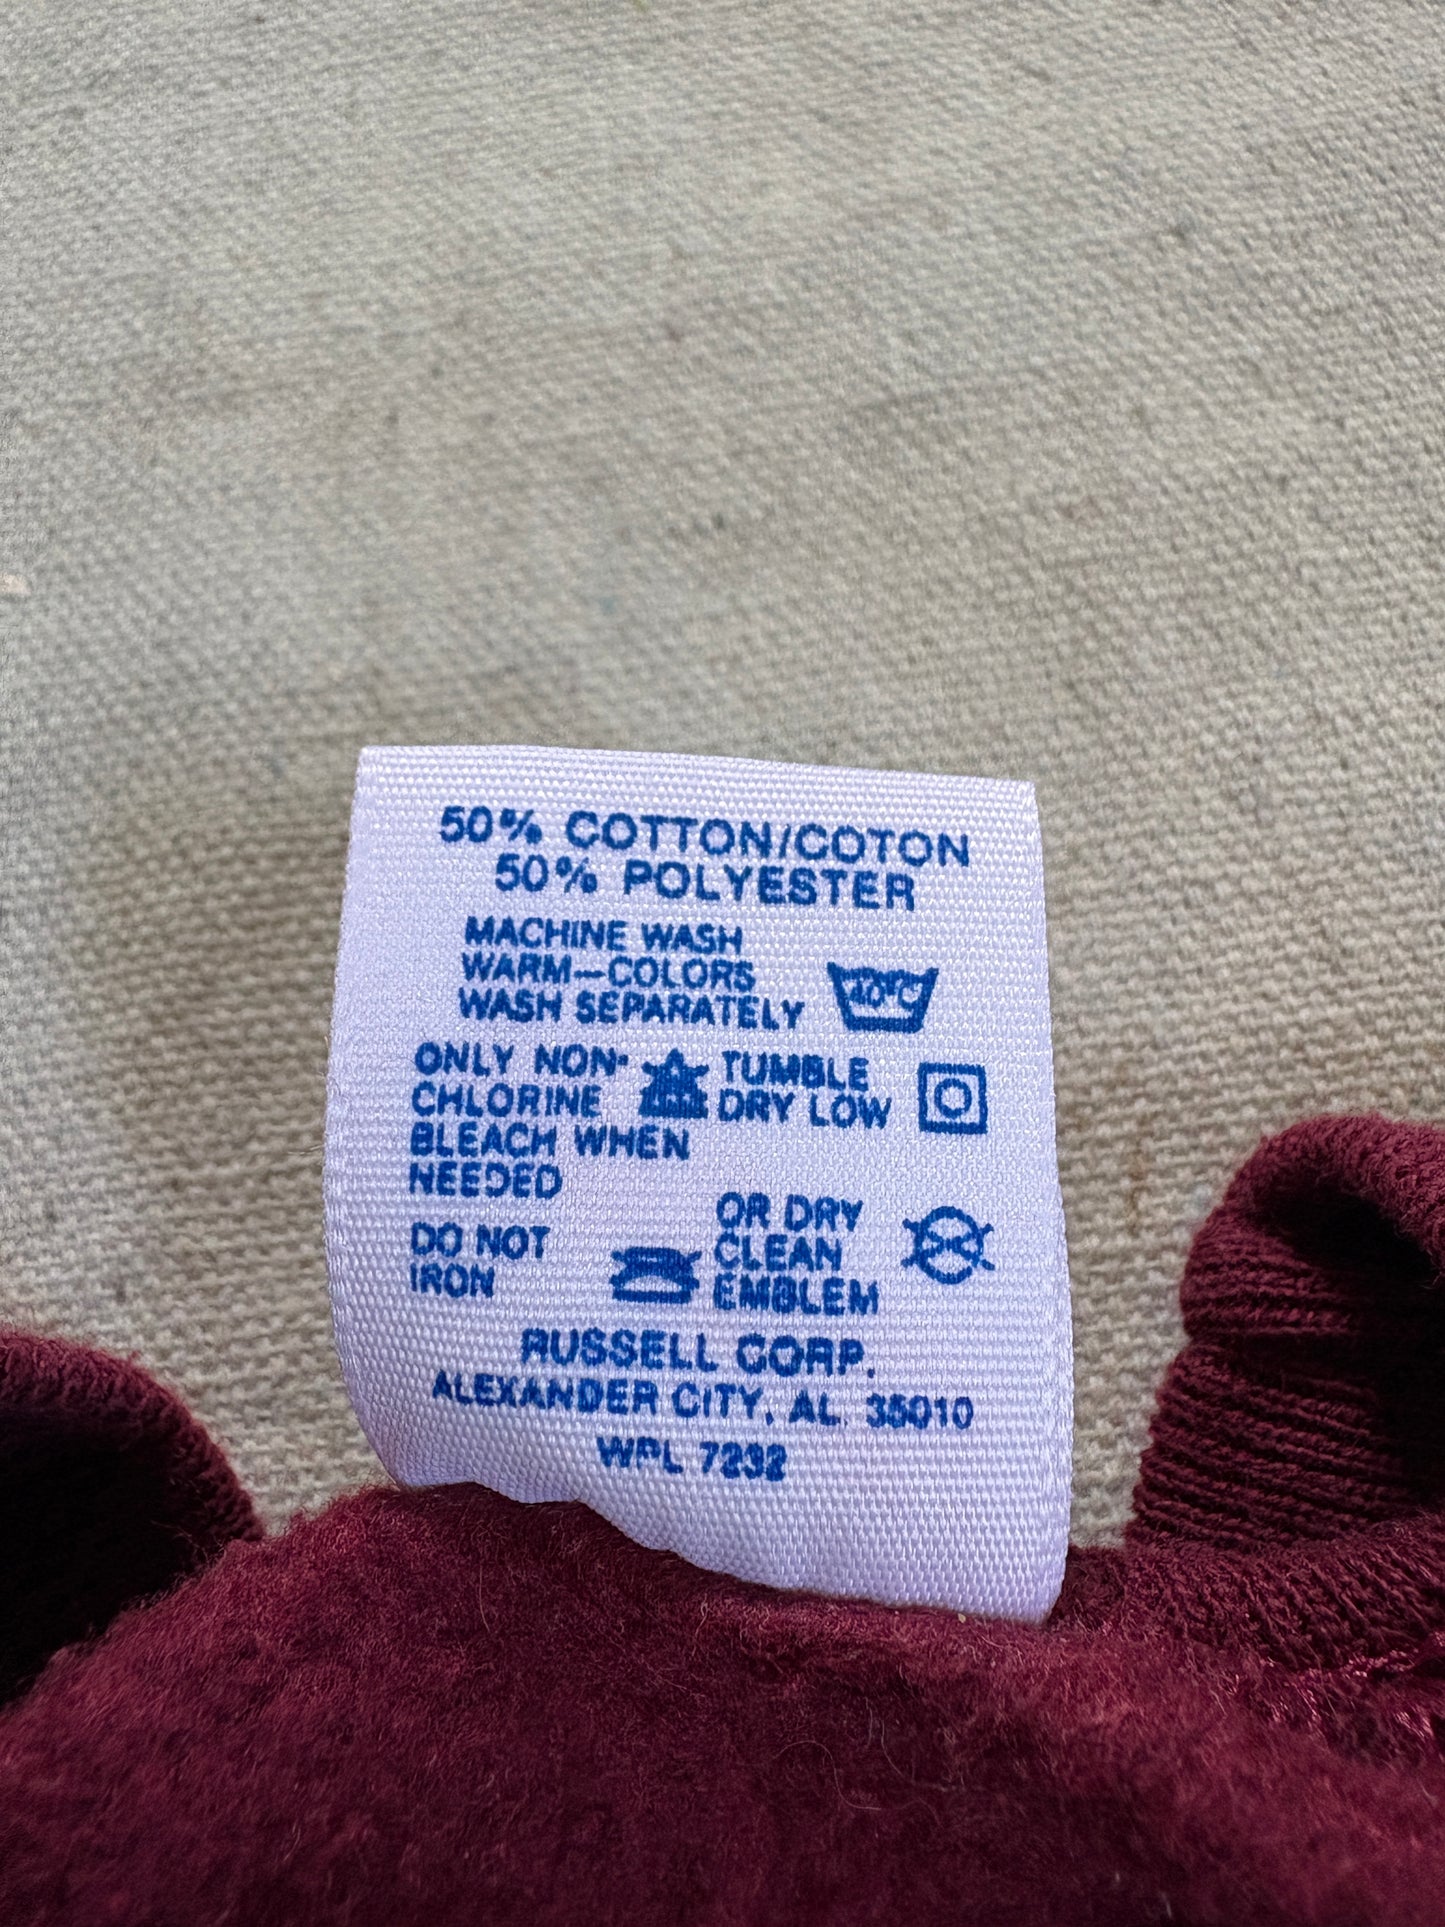 50% COTTON/COTON
50% POLYESTER
MACHINE WASH
WARM—COLORS
WASH SEPARATELY
40°C
ONLY NON-
CHLORINE
BLEACH WHEN
NEEDED
TUMBLE
DRY LOW
DO NOT
IRON
OR DRY
CLEAN
EMBLEM
RUSSELL CORP.
ALEXANDER CITY, AL 35010
WPL 7232